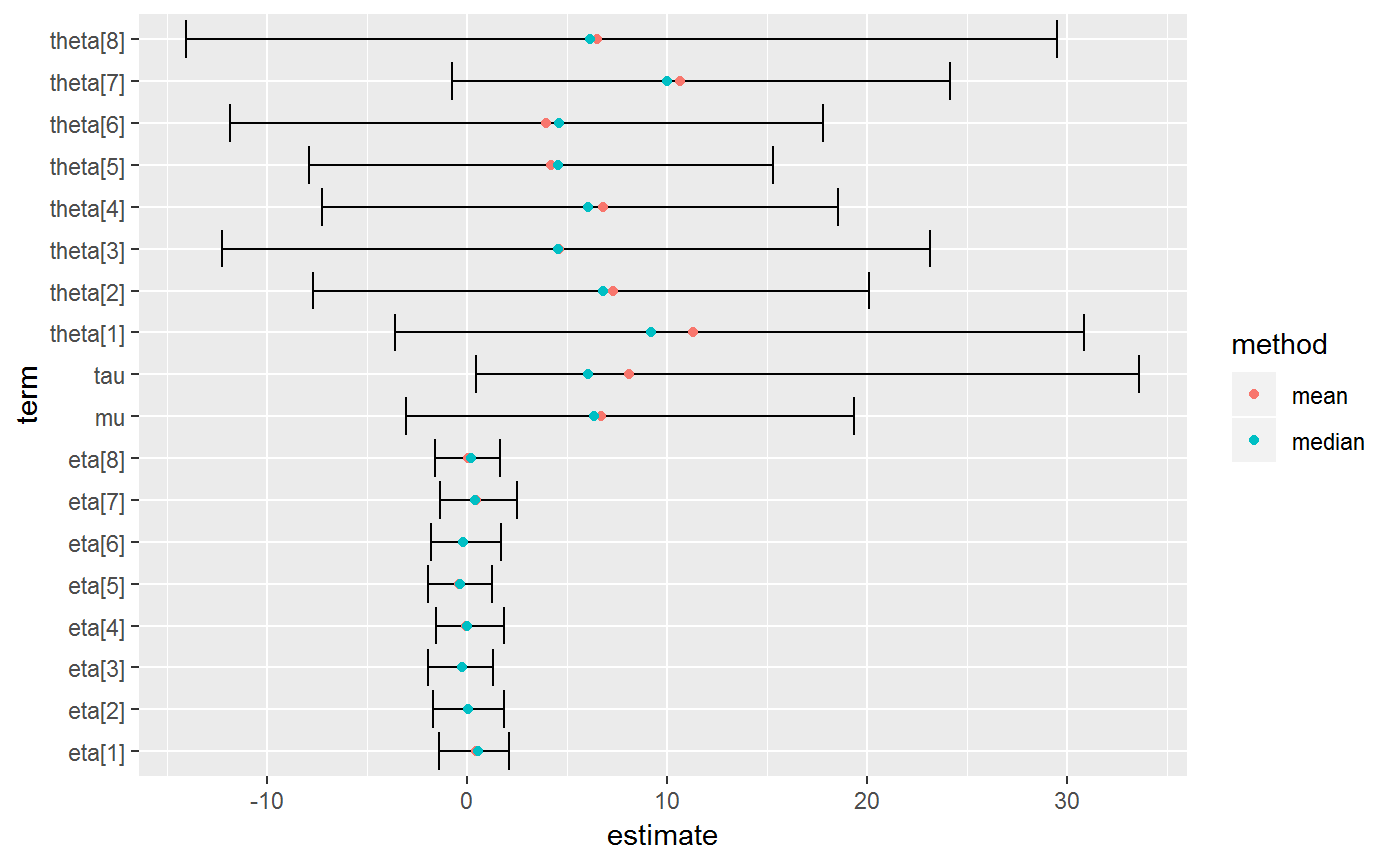 theta[8]
theta[7]
theta[6]
theta[5]
theta[4]
theta[3]
theta[2]
theta[1]
tau
mu
eta[8]
eta[7]
eta[6]
eta[5]
eta[4]
eta[3]
eta[2]
eta[1]
term
-10 0 10 20 30
estimate
method
mean
median